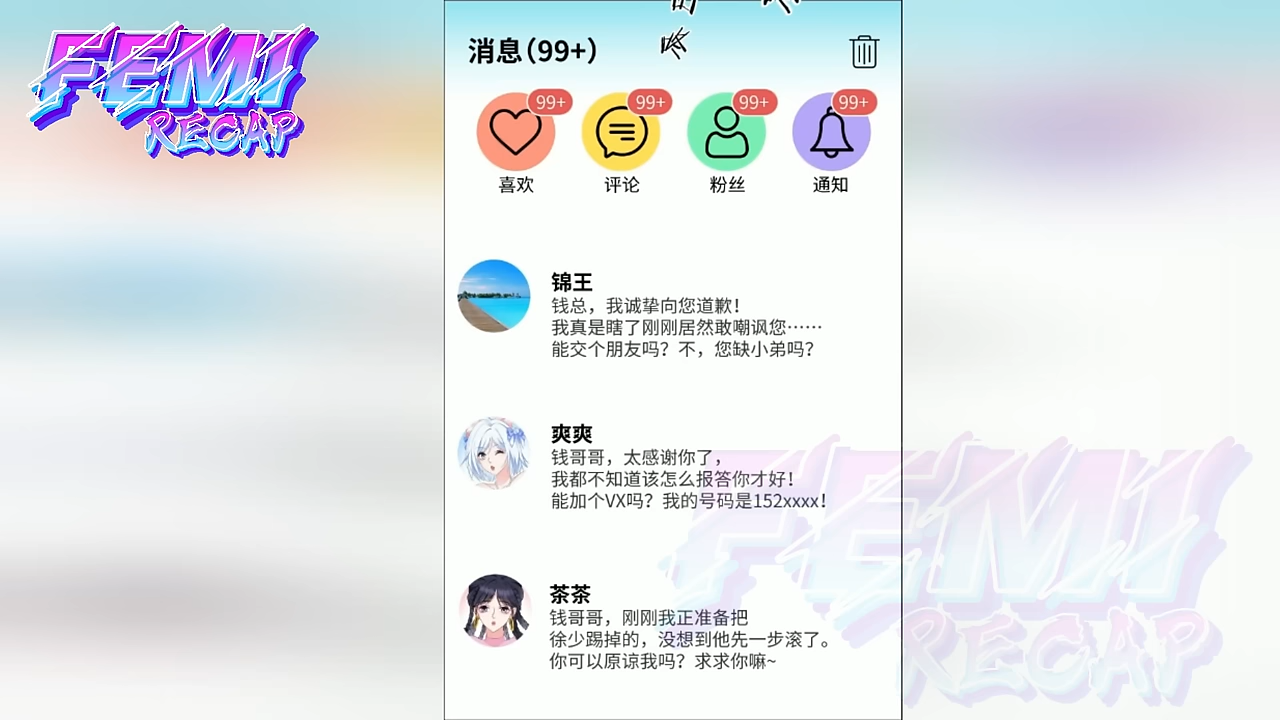 FEMI
RECAP
咚
消息（99+）
99+
99+
99+
99+
喜欢
评论
粉丝
通知
锦王
钱总，我诚挚向您道歉！
我真是瞎了刚刚居然敢嘲讽您……
能交个朋友吗？不，您缺小弟吗？
爽爽
钱哥哥，太感谢你了，
我都不知道该怎么报答你才好！
能加个VX吗？我的号码是152xxxx！
茶茶
钱哥哥，刚刚我正准备把
徐少踢掉的，没想到他先一步滚了。
你可以原谅我吗？求求你嘛~
FEMI
RECAP